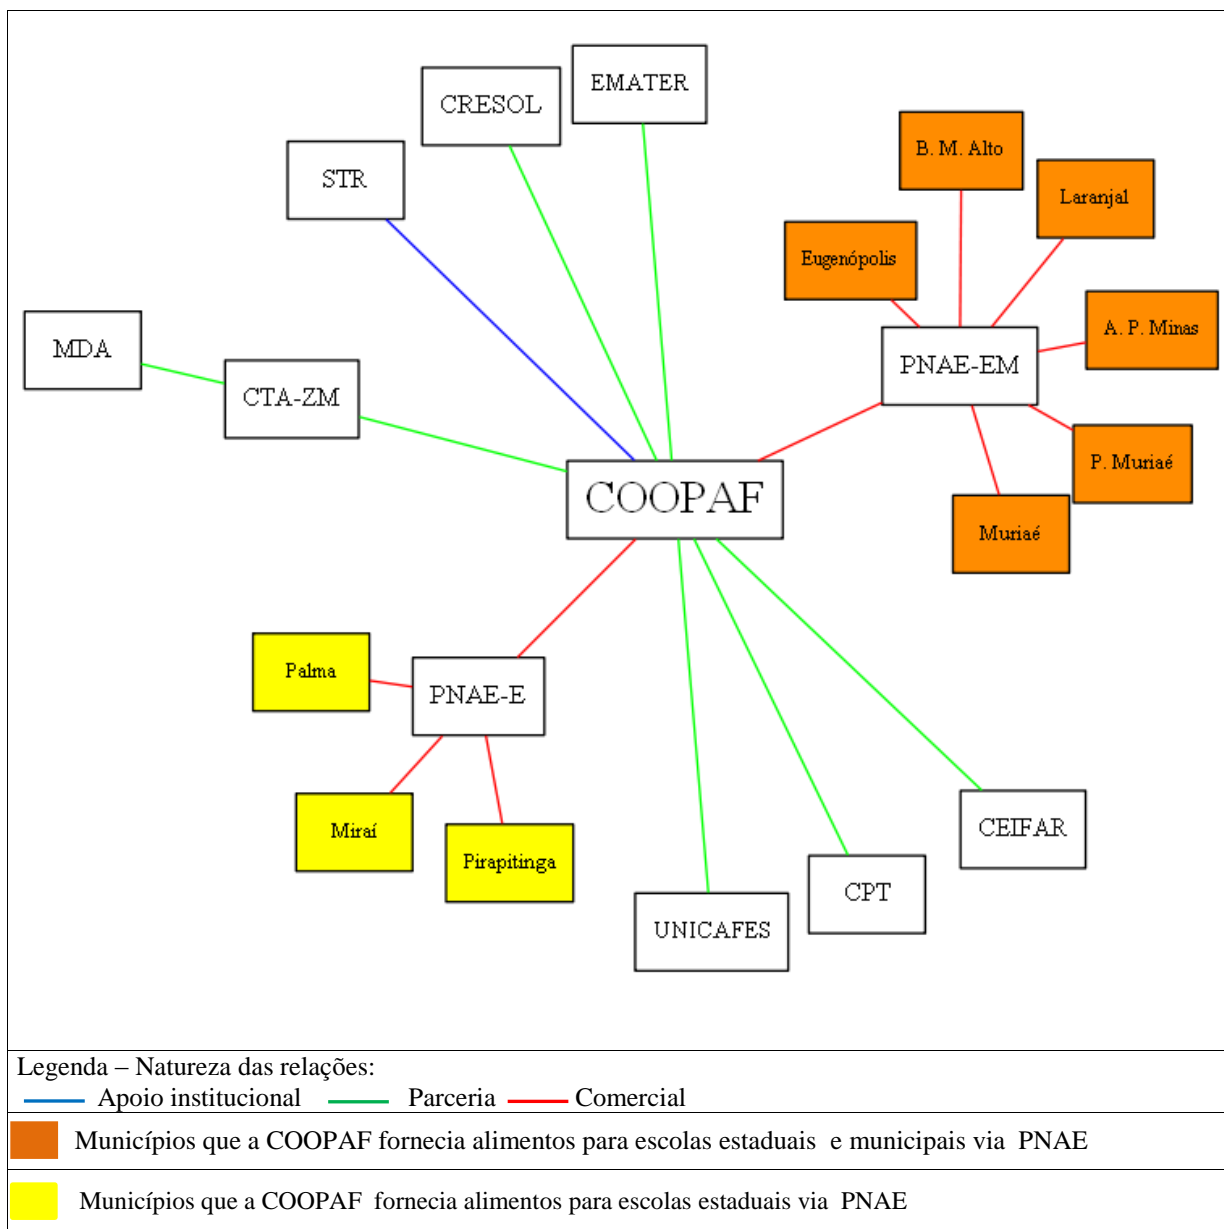 EMATER
CRESOL
B. M. Alto
STR
Laranjal
Eugenópolis
A. P. Minas
MDA
PNAE-EM
CTA-ZM
P. Muriaé
COOPAF
Muriaé
Palma
PNAE-E
Miraí
CEIFAR
Pirapitinga
CPT
UNICAFES
Legenda – Natureza das relações:
Apoio institucional Parceria Comercial
Municípios que a COOPAF fornecia alimentos para escolas estaduais e municipais via PNAE
Municípios que a COOPAF fornecia alimentos para escolas estaduais via PNAE